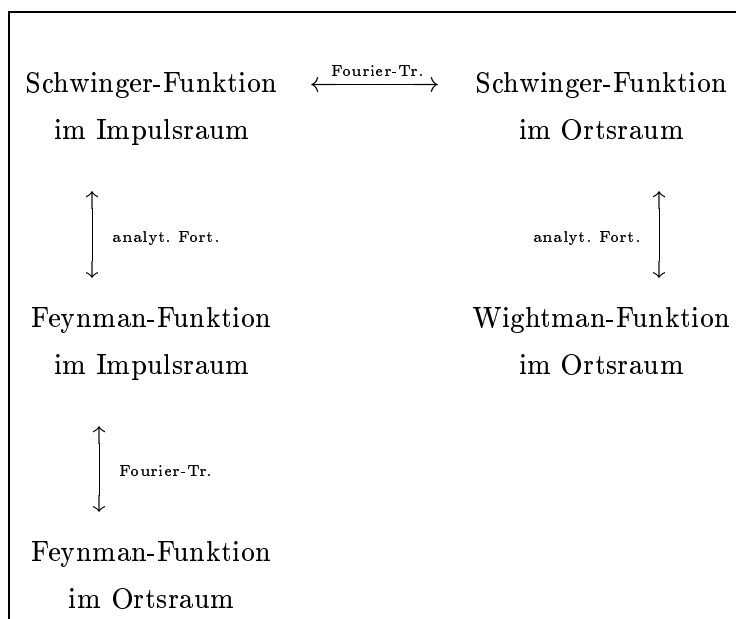 Schwinger-Funktion
im Impulsraum
Fourier-Tr.
Schwinger-Funktion
im Ortsraum
analyt. Fort.
analyt. Fort.
Feynman-Funktion
im Impulsraum
Wightman-Funktion
im Ortsraum
Fourier-Tr.
Feynman-Funktion
im Ortsraum